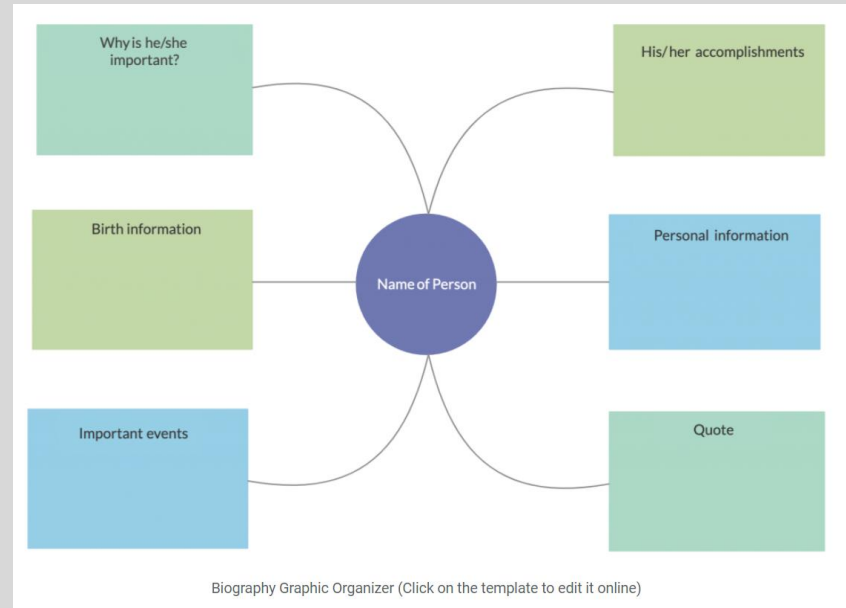 Why is he/she
important?
His/her accomplishments
Birth information
Personal information
Name of Person
Important events
Quote
Biography Graphic Organizer (Click on the template to edit it online)